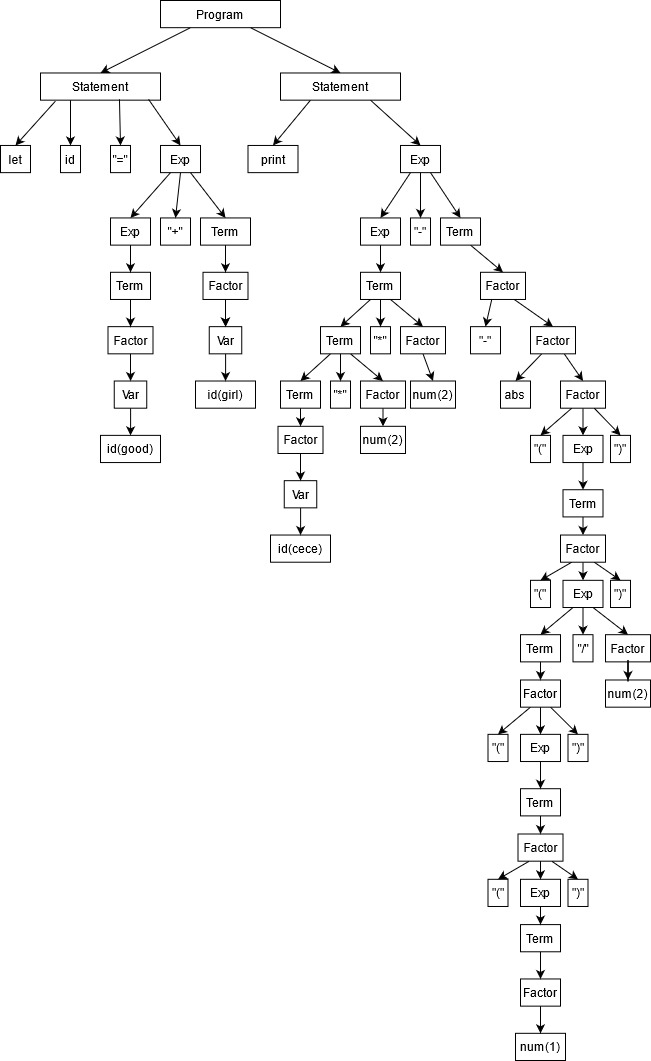 Program
Statement Statement
let id "=" Exp print Exp
Exp "+" Term Exp "-" Term
Term Factor Term Factor
Factor Var Term "*" Factor "-" Factor
Var id(girl) Term "*" Factor num(2) abs Factor
id(good) Factor num(2) "(" Exp ")"
Var Term
id(cece) Factor
"(" Exp ")"
Term "/" Factor
Factor num(2)
"(" Exp ")"
Term
Factor
"(" Exp ")"
Term
Factor
num(1)